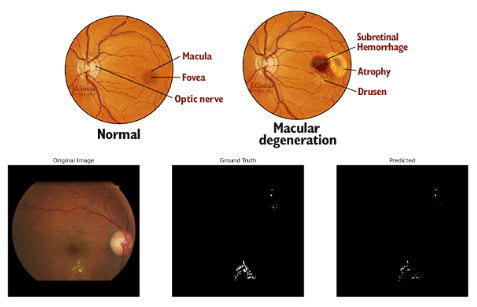 Macula
Fovea
Optic nerve
Normal
Subretinal
Hemorrhage
Atrophy
Drusen
Macular
degeneration
Original Image
Ground Truth
Predicted